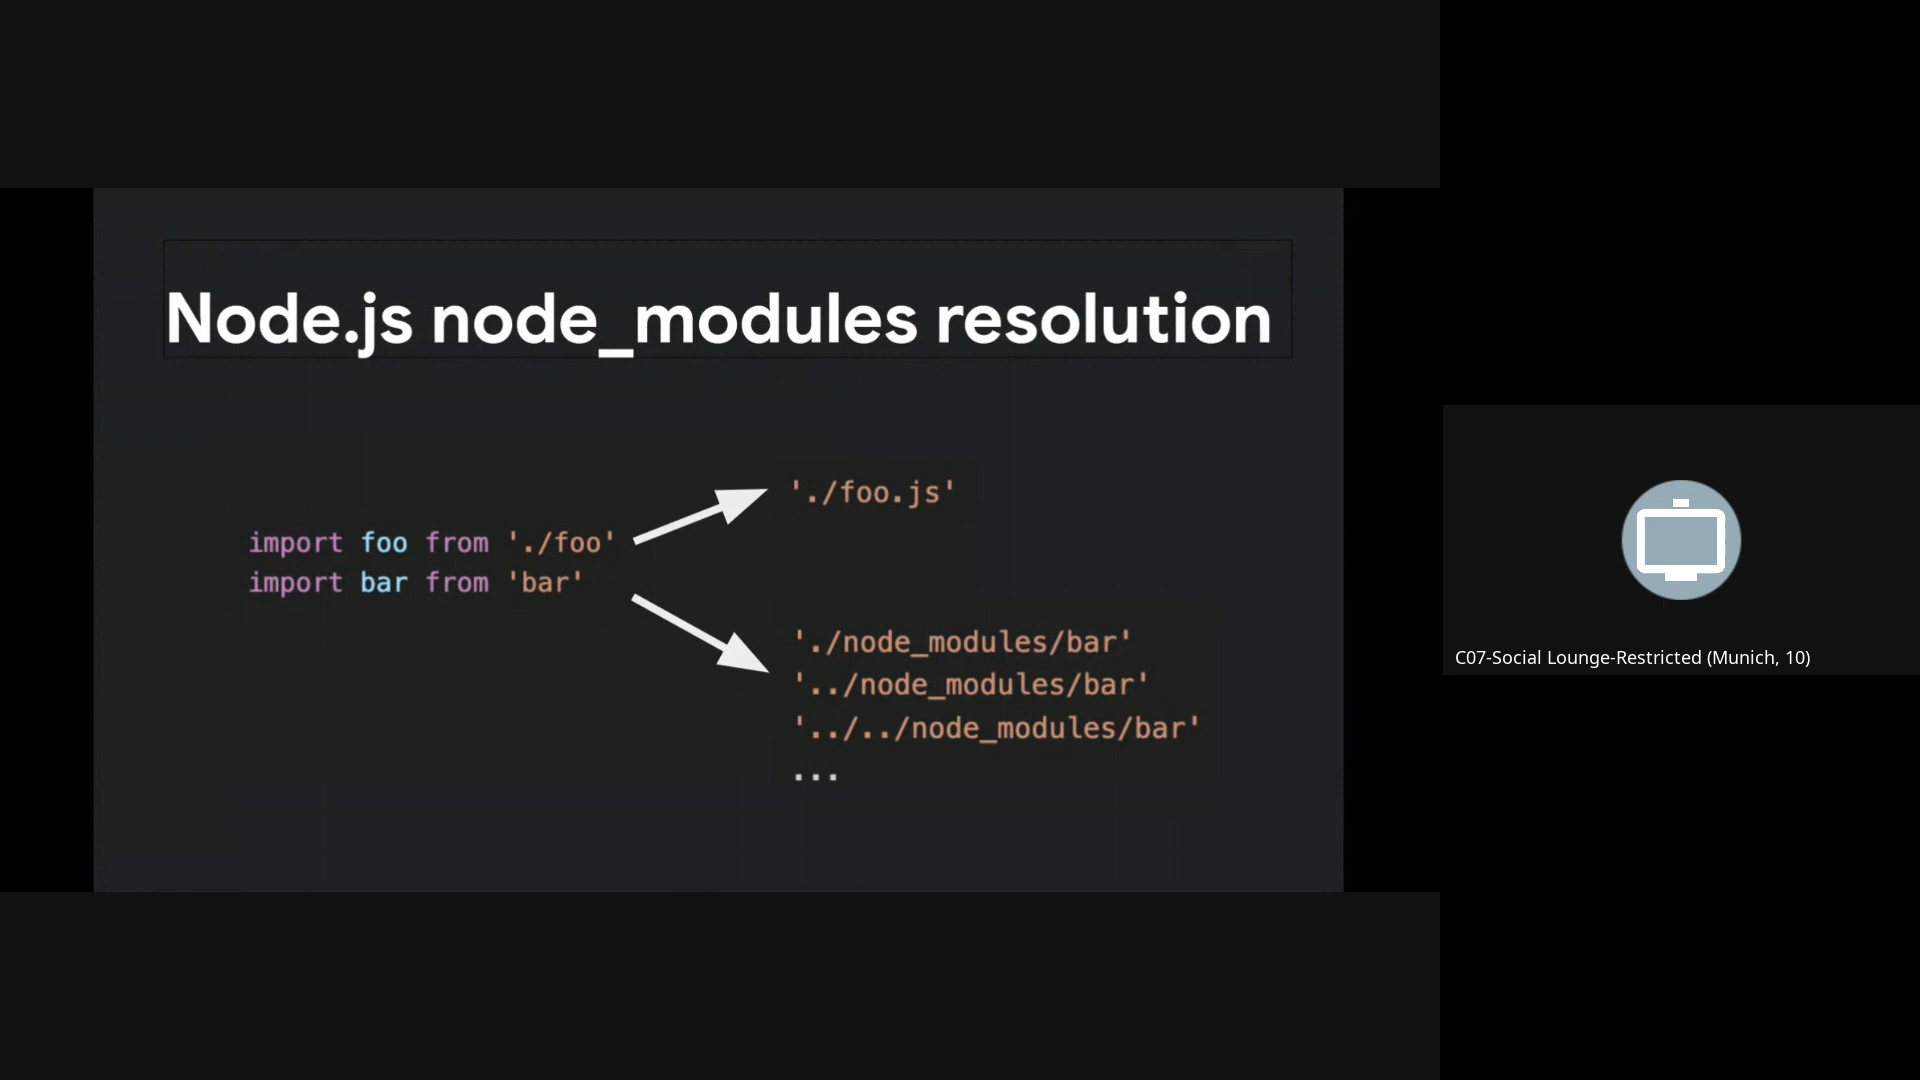 Node.js node_modules resolution
import foo from './foo'
import bar from 'bar'
'./foo.js'
'./node_modules/bar'
'../node_modules/bar'
'../../node_modules/bar'
...
C07-Social Lounge-Restricted (Munich, 10)